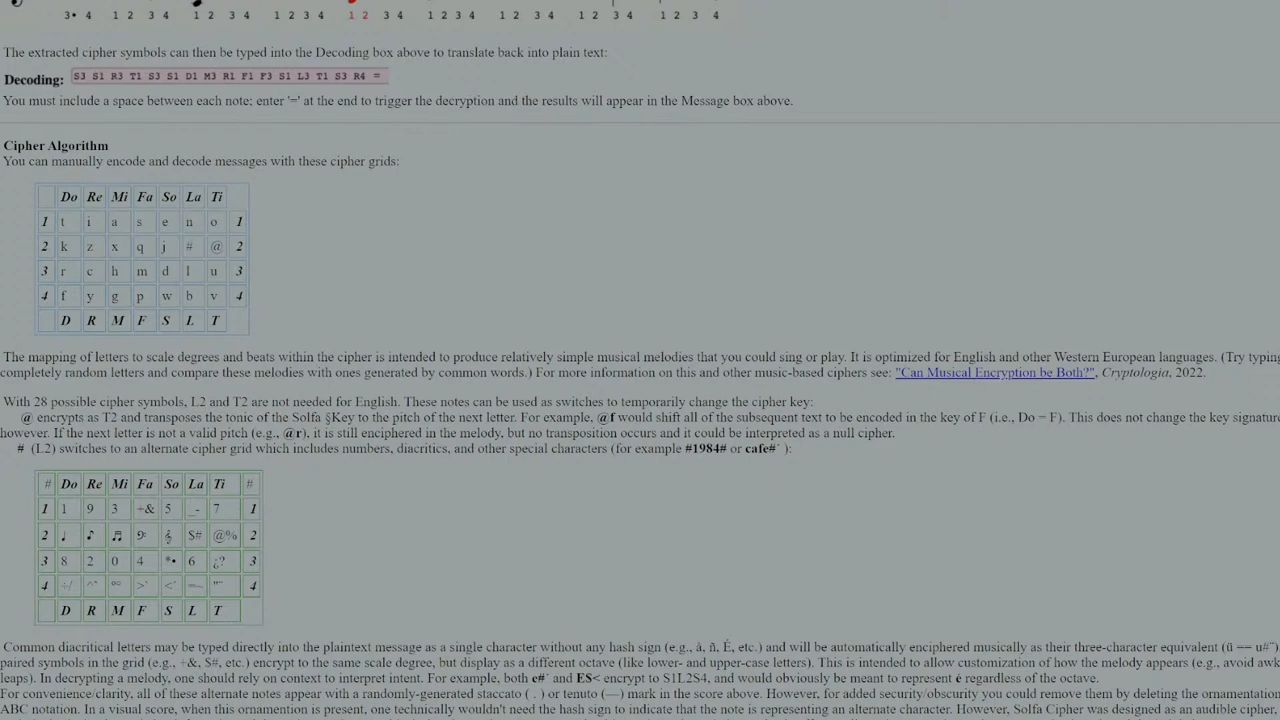 3• 4 1 2 3 4 1 2 3 4 1 2 3 4 1 2 3 4 1 2 3 4 1 2 3 4 1 2 3 4 1 2 3 4
The extracted cipher symbols can then be typed into the Decoding box above to translate back into plain text:
Decoding: S3 S1 R3 T1 S3 S1 D1 M3 R1 F1 F3 S1 L3 T1 S3 R4 =
You must include a space between each note; enter '=' at the end to trigger the decryption and the results will appear in the Message box above.
Cipher Algorithm
You can manually encode and decode messages with these cipher grids:
Do Re Mi Fa So La Ti
1 t i a s e n o 1
2 k z x q j # @ 2
3 r c h m d l u 3
4 f y g p w b v 4
D R M F S L T
The mapping of letters to scale degrees and beats within the cipher is intended to produce relatively simple musical melodies that you could sing or play. It is optimized for English and other Western European languages. (Try typing
completely random letters and compare these melodies with ones generated by common words.) For more information on this and other music-based ciphers see: "Can Musical Encryption be Both?", Cryptologia, 2022.
With 28 possible cipher symbols, L2 and T2 are not needed for English. These notes can be used as switches to temporarily change the cipher key:
@ encrypts as T2 and transposes the tonic of the Solfa §Key to the pitch of the next letter. For example, @f would shift all of the subsequent text to be encoded in the key of F (i.e., Do = F). This does not change the key signature
however. If the next letter is not a valid pitch (e.g., @r), it is still enciphered in the melody, but no transposition occurs and it could be interpreted as a null cipher.
# (L2) switches to an alternate cipher grid which includes numbers, diacritics, and other special characters (for example #1984# or cafe#´ ):
# Do Re Mi Fa So La Ti #
1 1 9 3 +& 5 _- 7 1
2 ♩ ♪ ♬ 𝄢 𝄞 $# @% 2
3 8 2 0 4 *• 6 ¿? 3
4 ÷/ ^ˇ ºº >` <´ 4
D R M F S L T
Common diacritical letters may be typed directly into the plaintext message as a single character without any hash sign (e.g., à, ñ, É, etc.) and will be automatically enciphered musically as their three-character equivalent (ü == u#¨)
paired symbols in the grid (e.g., +&, $#, etc.) encrypt to the same scale degree, but display as a different octave (like lower- and upper-case letters). This is intended to allow customization of how the melody appears (e.g., avoid awk
leaps). In decrypting a melody, one should rely on context to interpret intent. For example, both e#´ and ES< encrypt to S1L2S4, and would obviously be meant to represent é regardless of the octave.
For convenience/clarity, all of these alternate notes appear with a randomly-generated staccato ( . ) or tenuto (—) mark in the score above. However, for added security/obscurity you could remove them by deleting the ornamentation
ABC notation. In a visual score, when this ornamention is present, one technically wouldn't need the hash sign to indicate that the note is representing an alternate character. However, Solfa Cipher was designed as an audible cipher,